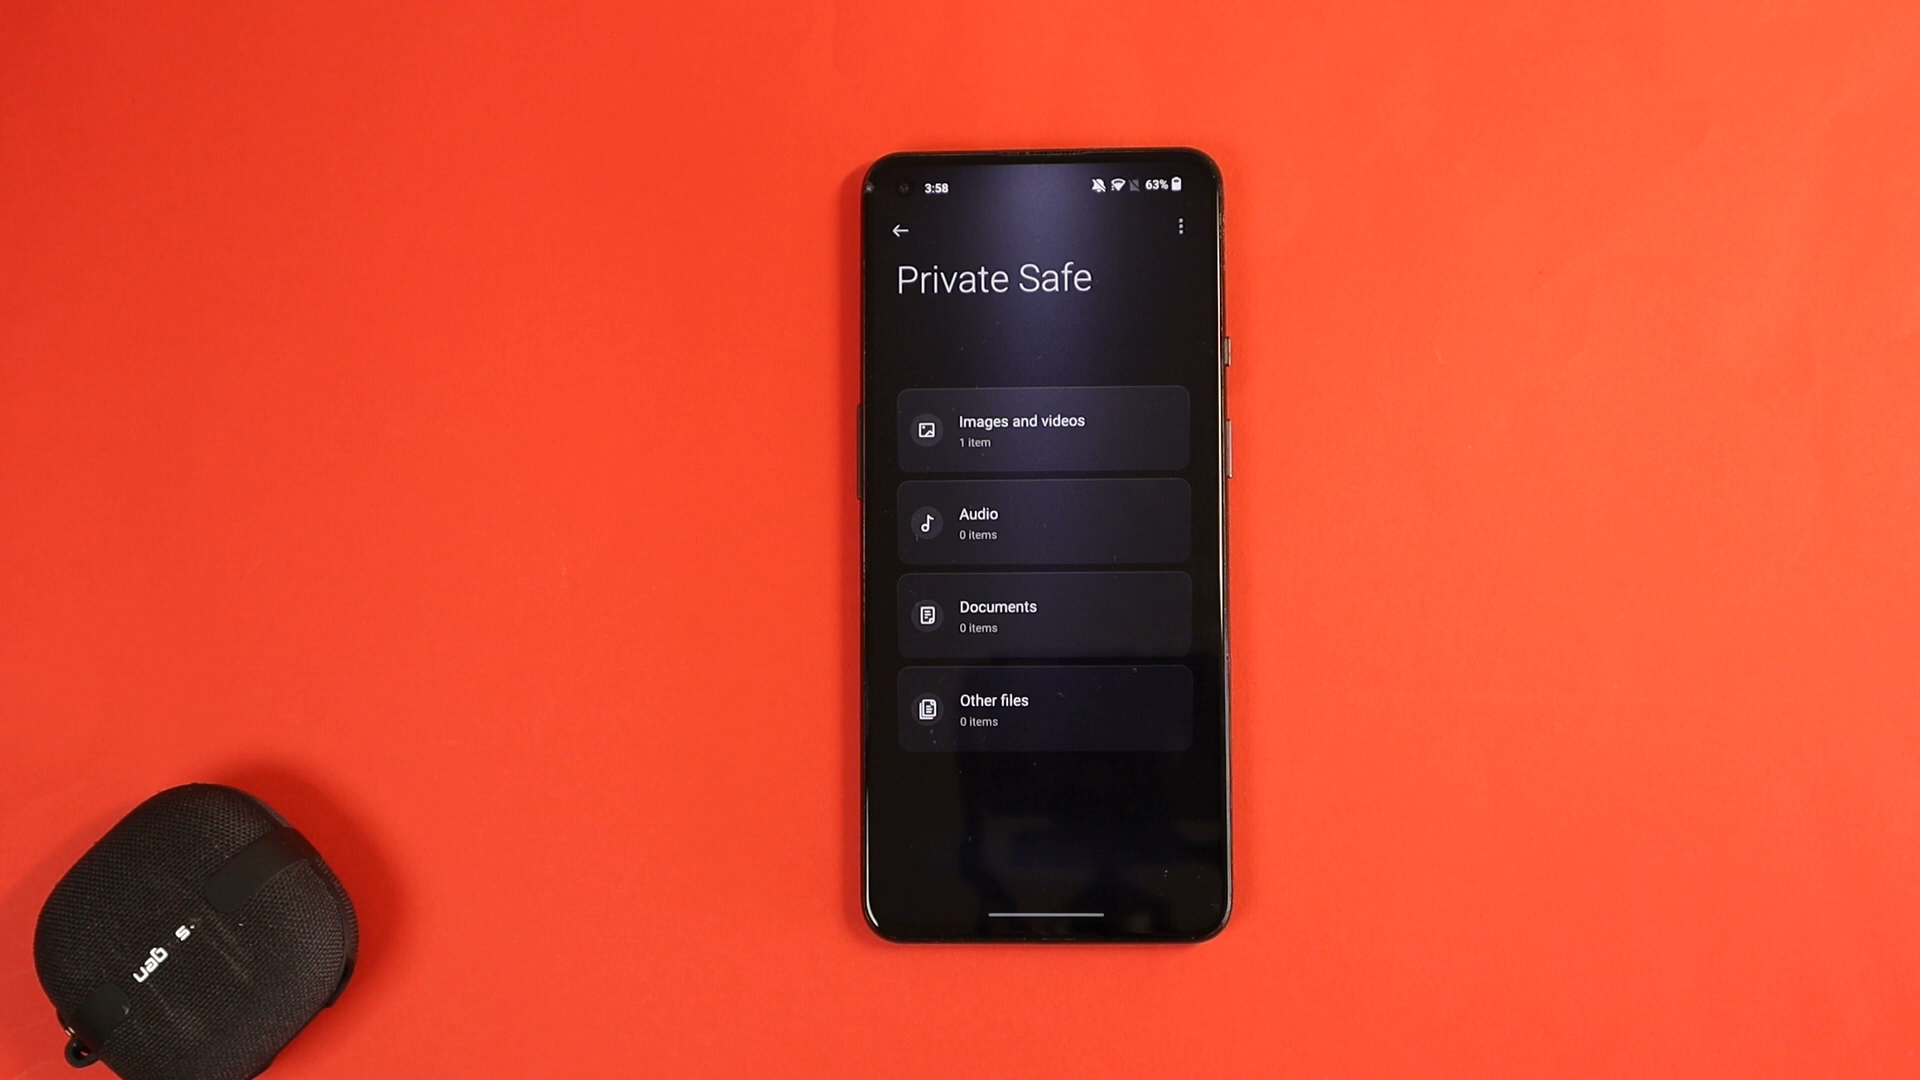 3:58
63%
Private Safe
Images and videos
1 item
Audio
0 items
Documents
0 items
Other files
0 items